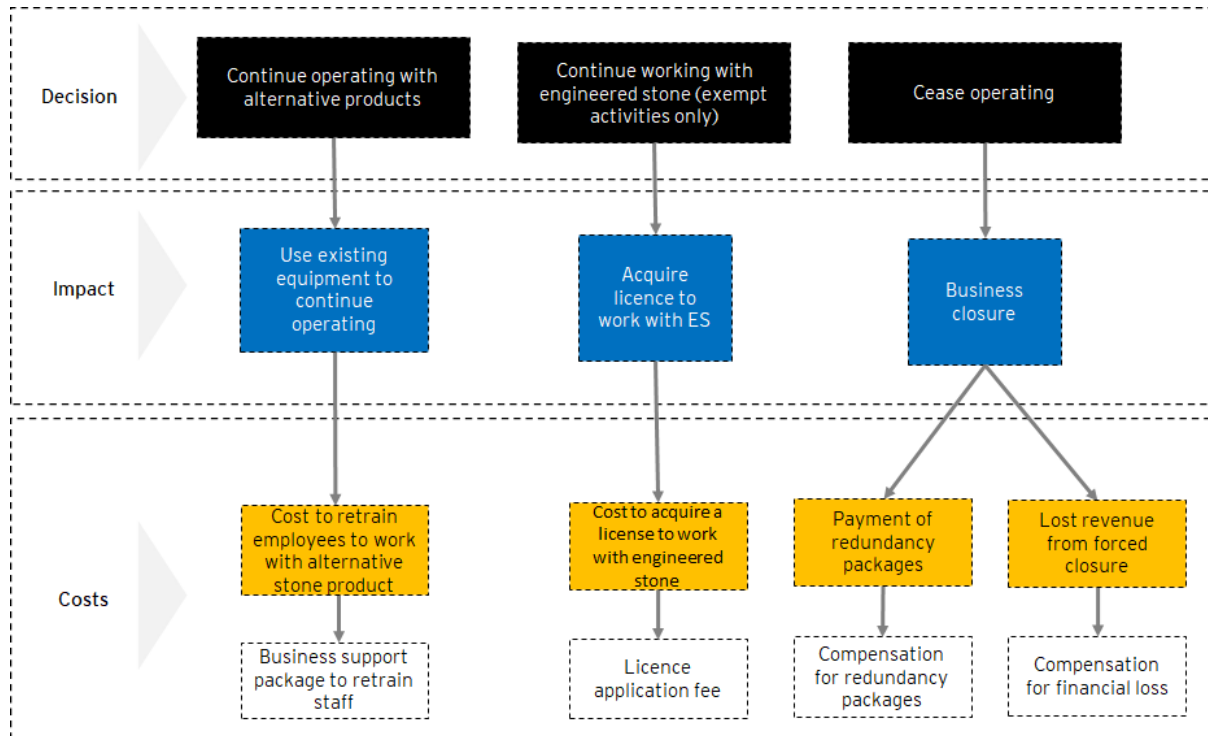 Decision
Continue operating with
alternative products
Continue working with
engineered stone (exempt
activities only)
Cease operating
Impact
Use existing
equipment to
continue
operating
Acquire
licence to
work with ES
Business
closure
Costs
Cost to retrain
employees to work
with alternative
stone product
Cost to acquire a
license to work
with engineered
stone
Payment of
redundancy
packages
Lost revenue
from forced
closure
Business support
package to retrain
staff
Licence
application fee
Compensation
for redundancy
packages
Compensation
for financial loss